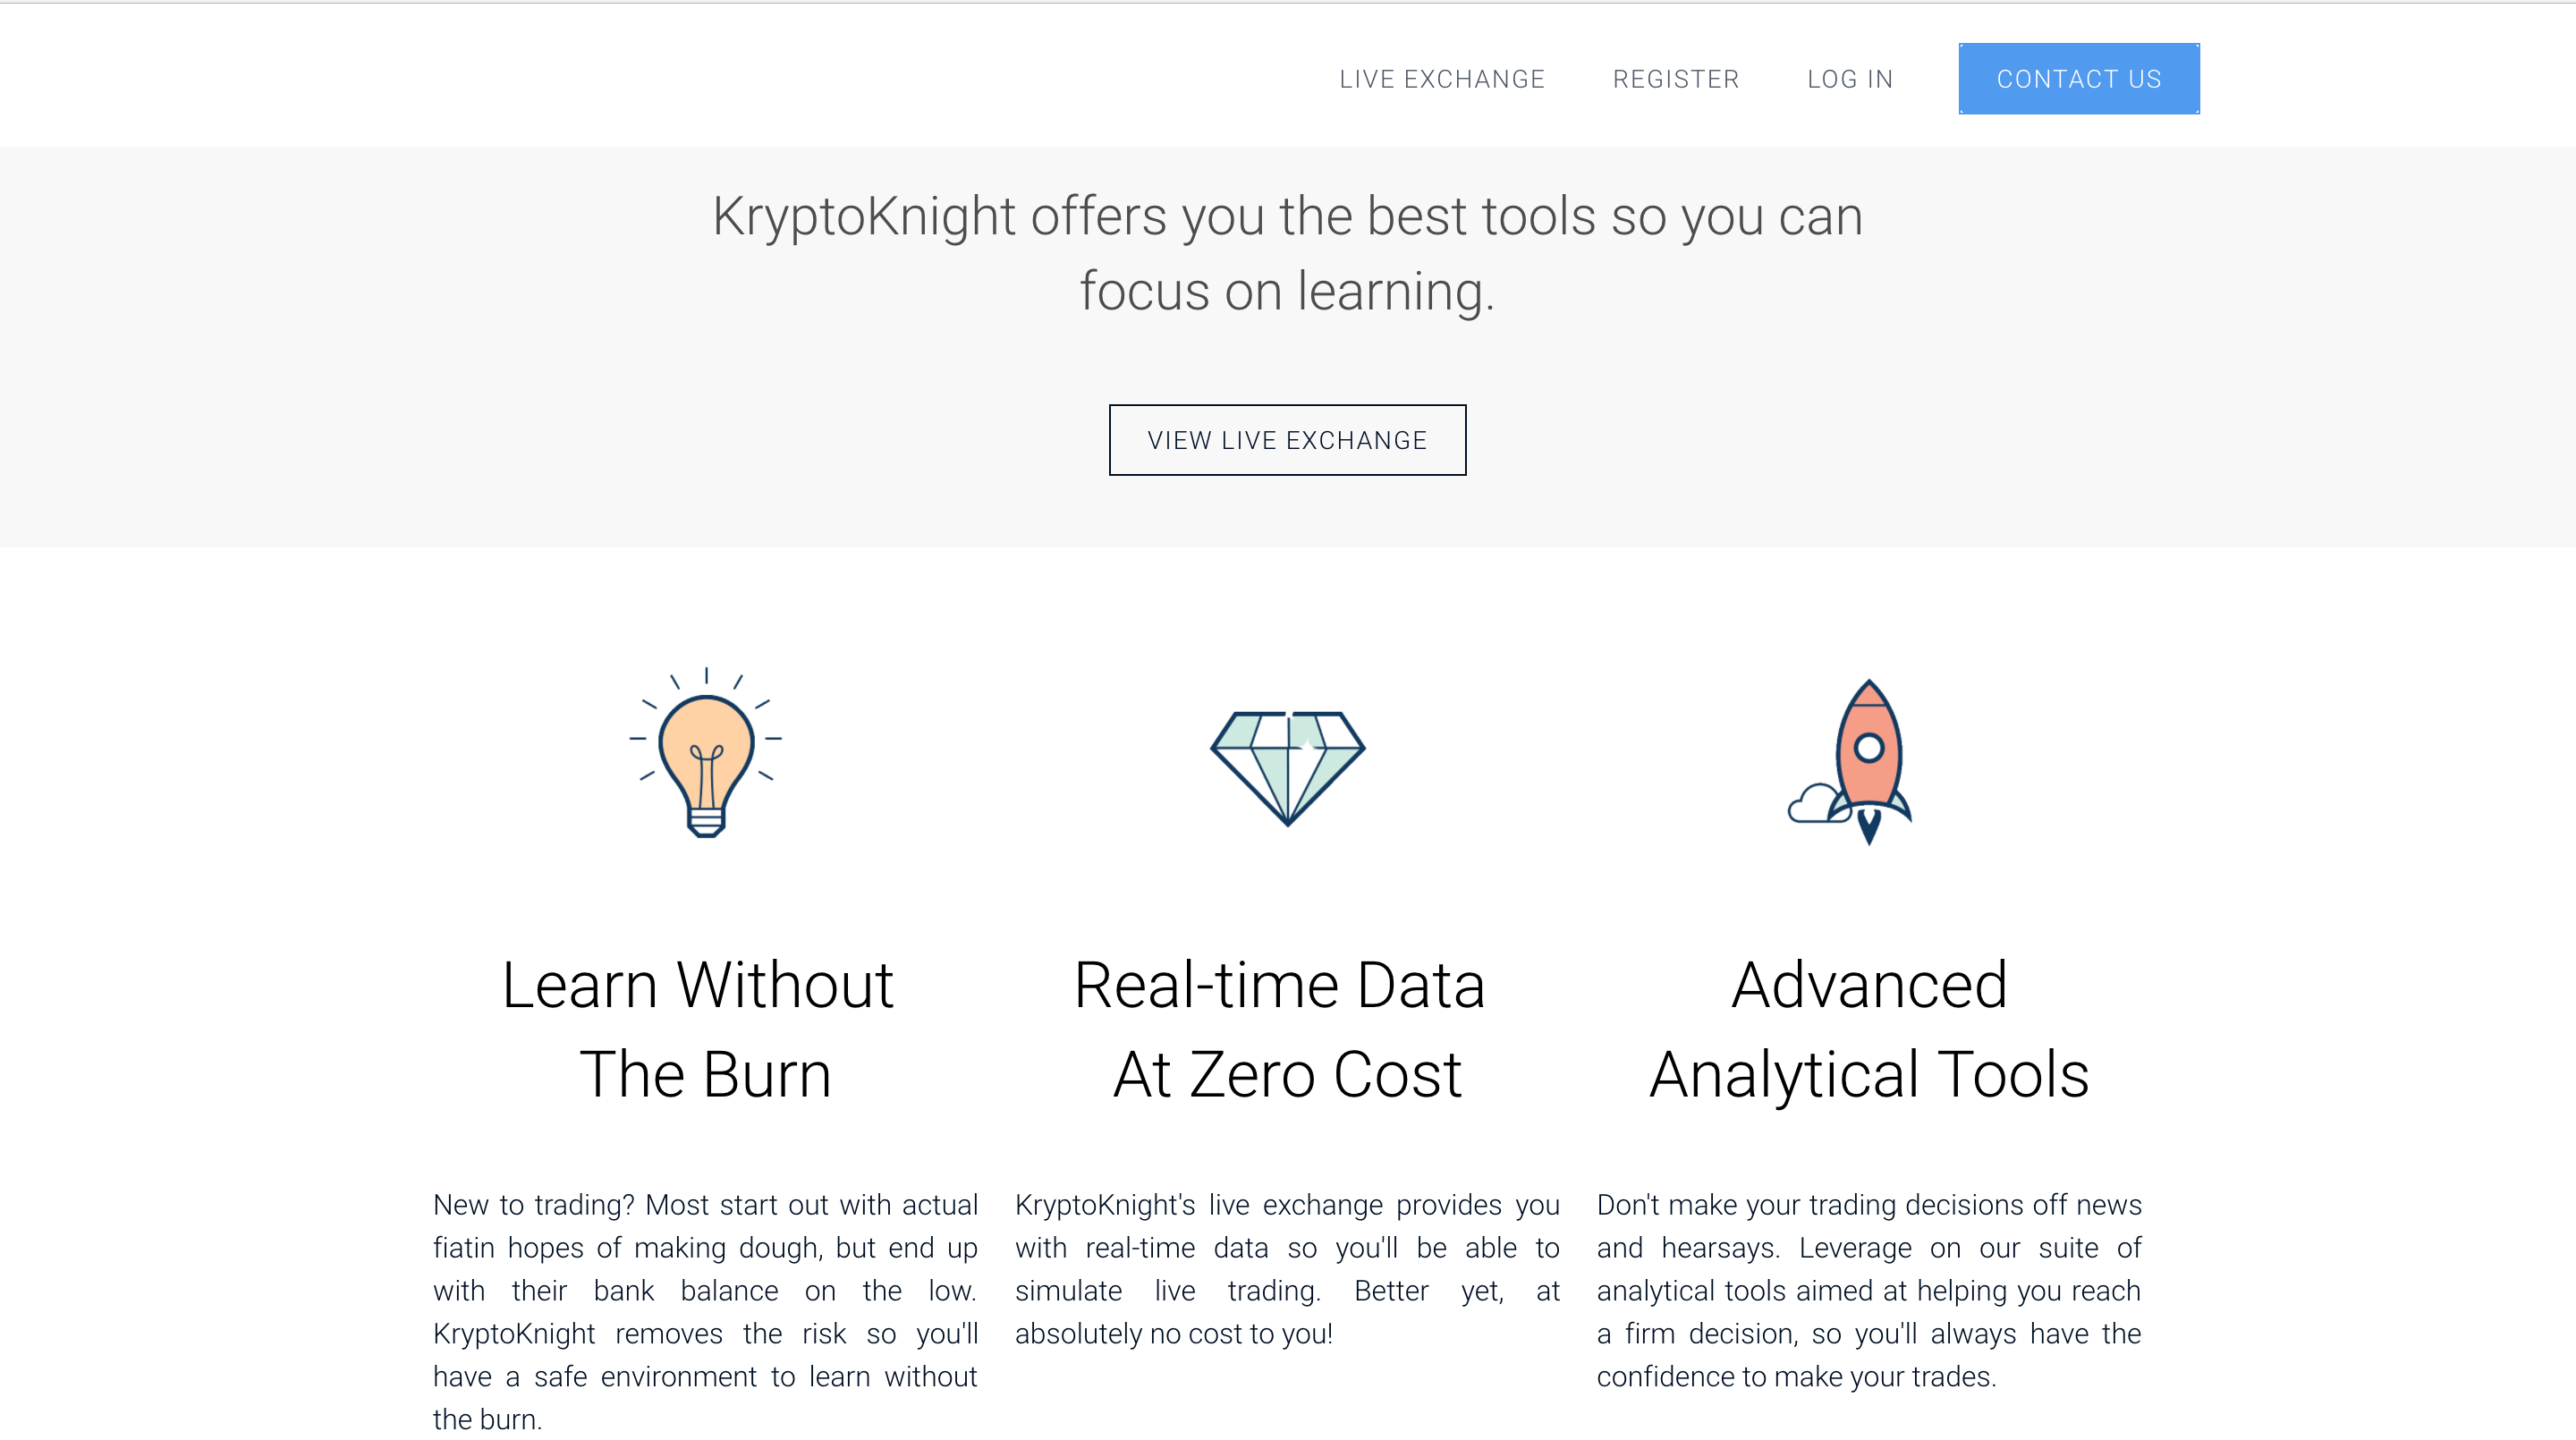 LIVE EXCHANGE REGISTER LOG IN CONTACT US
KryptoKnight offers you the best tools so you can
focus on learning.
VIEW LIVE EXCHANGE
Learn Without
The Burn
New to trading? Most start out with actual
fiatin hopes of making dough, but end up
with their bank balance on the low.
KryptoKnight removes the risk so you'll
have a safe environment to learn without
the burn.
Real-time Data
At Zero Cost
KryptoKnight's live exchange provides you
with real-time data so you'll be able to
simulate live trading. Better yet, at
absolutely no cost to you!
Advanced
Analytical Tools
Don't make your trading decisions off news
and hearsays. Leverage on our suite of
analytical tools aimed at helping you reach
a firm decision, so you'll always have the
confidence to make your trades.